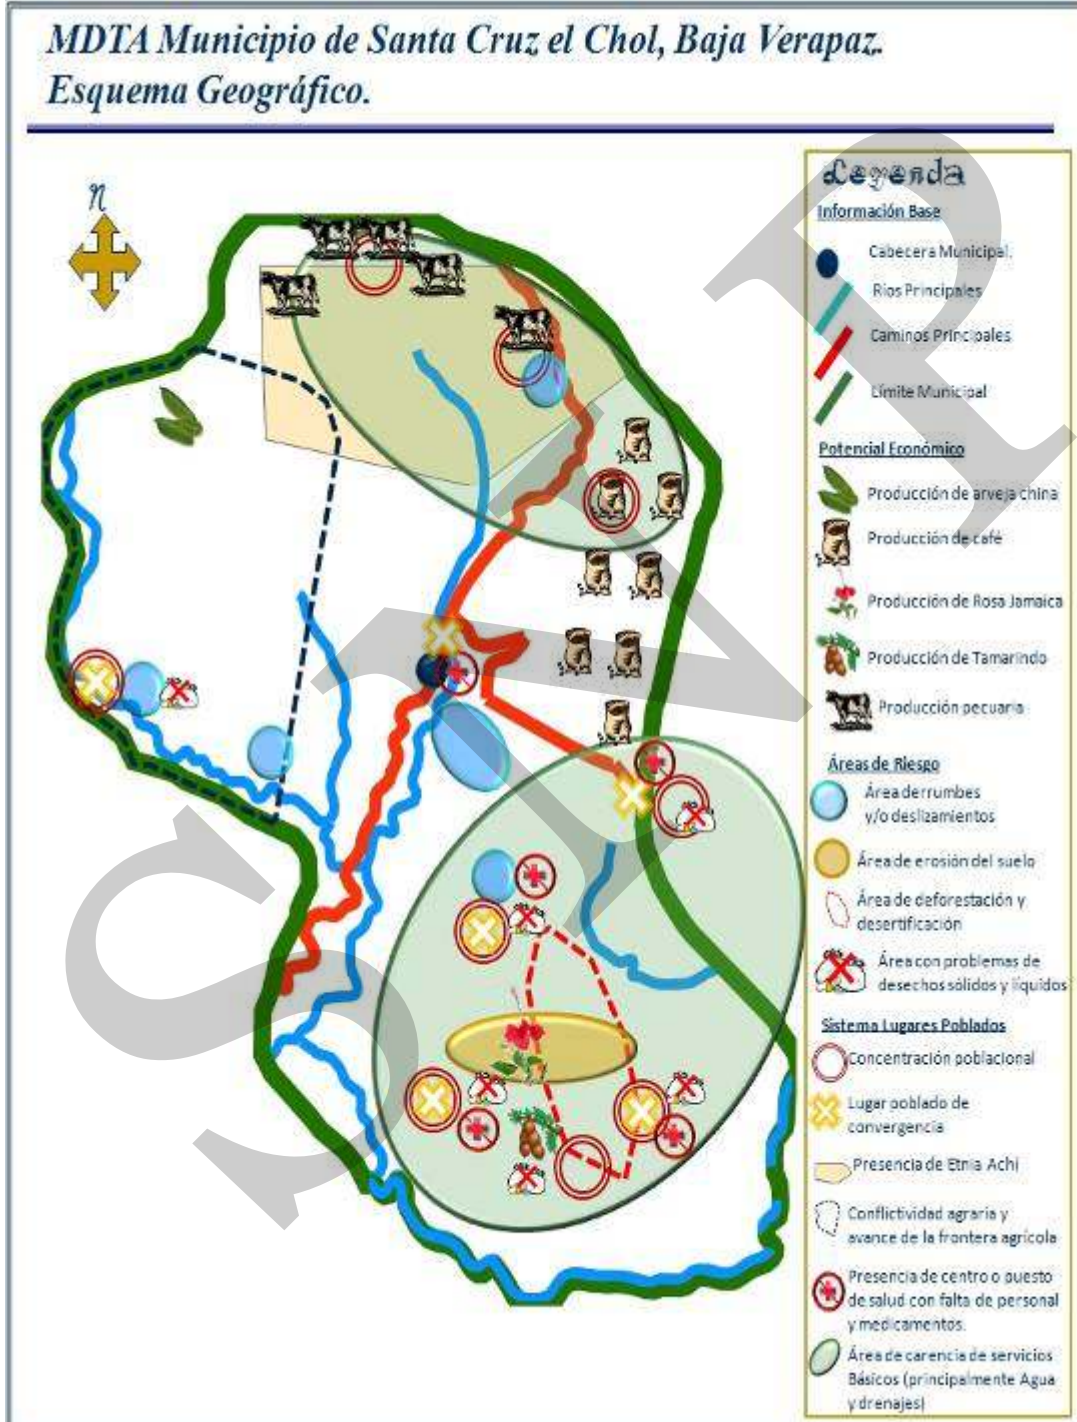 MDTA Municipio de Santa Cruz el Chol, Baja Verapaz.
Esquema Geográfico.
n
Leyenda
Información Base
Cabecera Municipal.
Rios Principales
Caminos Principales
Límite Municipal
Potencial Económico
Producción de arveja china
Producción de café
Producción de Rosa Jamaica
Producción de Tamarindo
Producción pecuaria
Áreas de Riesgo
Área derrumbes
y/o deslizamientos
Área de erosión del suelo
Área de deforestación y
desertificación
Área con problemas de
desechos sólidos y líquidos
Sistema Lugares Poblados
Concentración poblacional
Lugar poblado de
convergencia
Presencia de Etnia Achi
Conflictividad agraria y
avance de la frontera agrícola
Presencia de centro o puesto
de salud con falta de personal
y medicamentos.
Área de carencia de servicios
Básicos (principalmente Agua
y drenajes)
SNIP